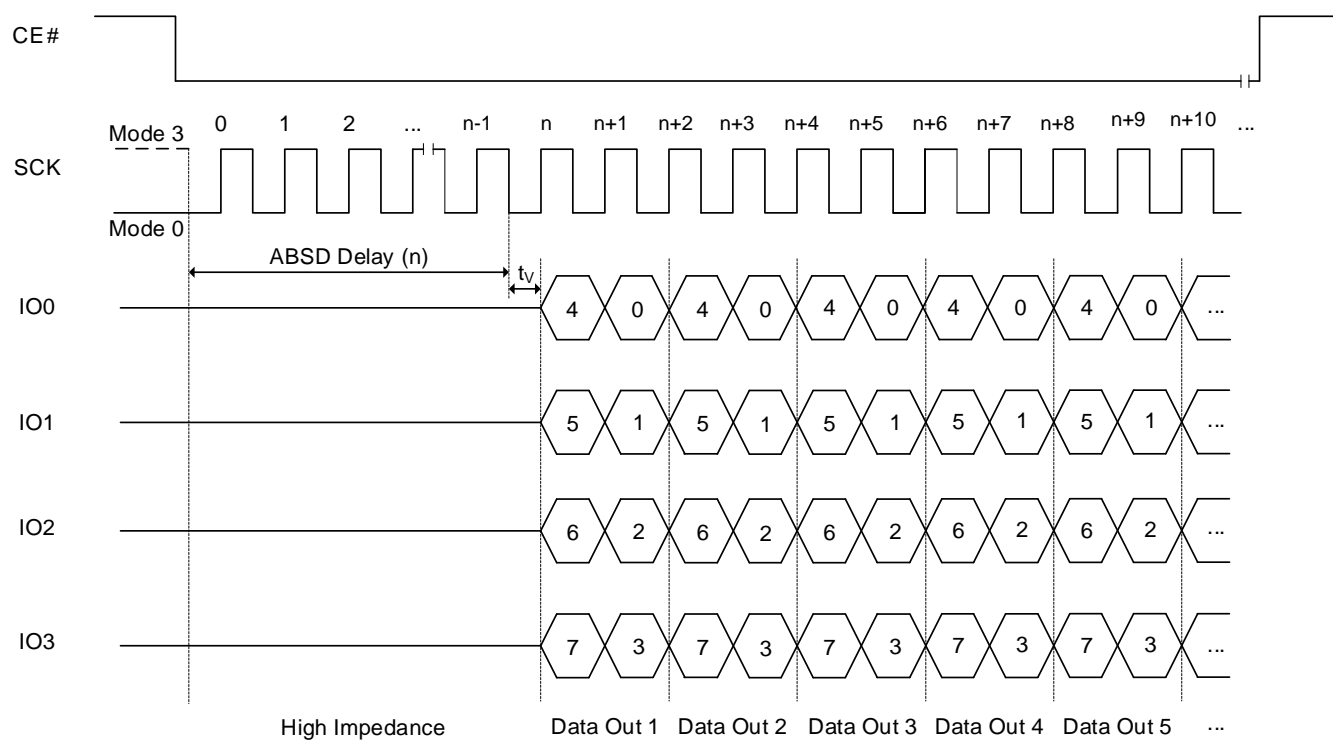 CE#
0 1 2 ... n-1 n n+1 n+2 n+3 n+4 n+5 n+6 n+7 n+8 n+9 n+10 ...
Mode 3
SCK
Mode 0
ABSD Delay (n)
tV
IO0 4 0 4 0 4 0 4 0 4 0 ...
IO1 5 1 5 1 5 1 5 1 5 1 ...
IO2 6 2 6 2 6 2 6 2 6 2 ...
IO3 7 3 7 3 7 3 7 3 7 3 ...
High Impedance Data Out 1 Data Out 2 Data Out 3 Data Out 4 Data Out 5 ...